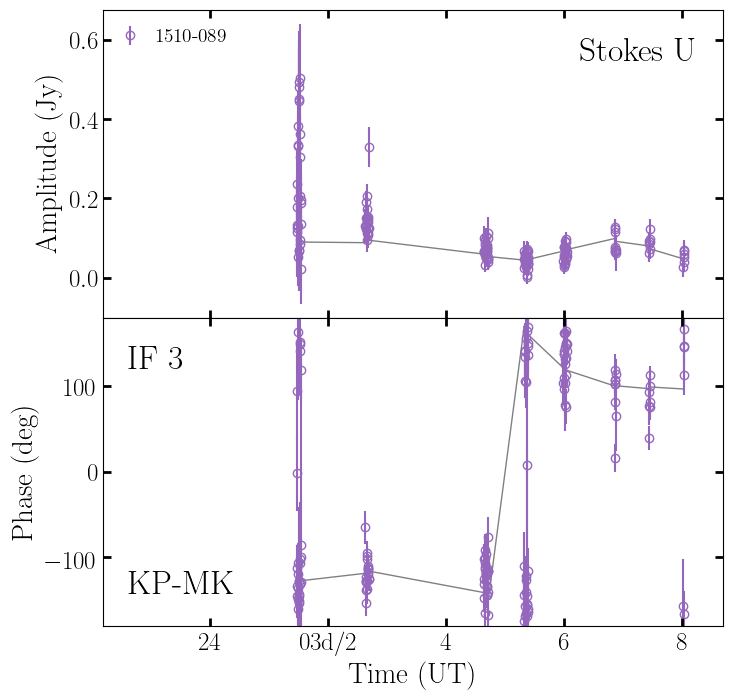 1510-089
Stokes U
0.6
0.4
0.2
0.0
Amplitude (Jy)
IF 3
100
0
−100
Phase (deg)
KP-MK
24 03d/2 4 6 8
Time (UT)